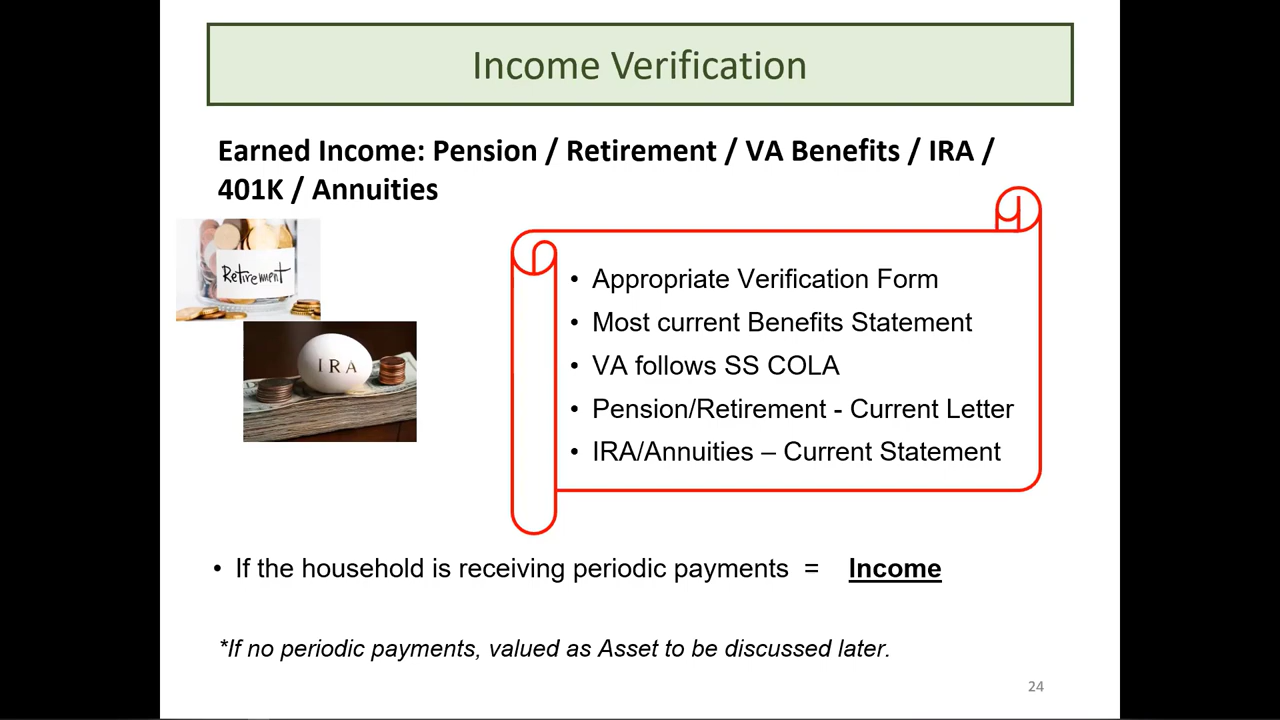 Income Verification
Earned Income: Pension / Retirement / VA Benefits / IRA /
401K / Annuities
Retirement
IRA
• Appropriate Verification Form
• Most current Benefits Statement
• VA follows SS COLA
• Pension/Retirement - Current Letter
• IRA/Annuities – Current Statement
• If the household is receiving periodic payments = Income
*If no periodic payments, valued as Asset to be discussed later.
24